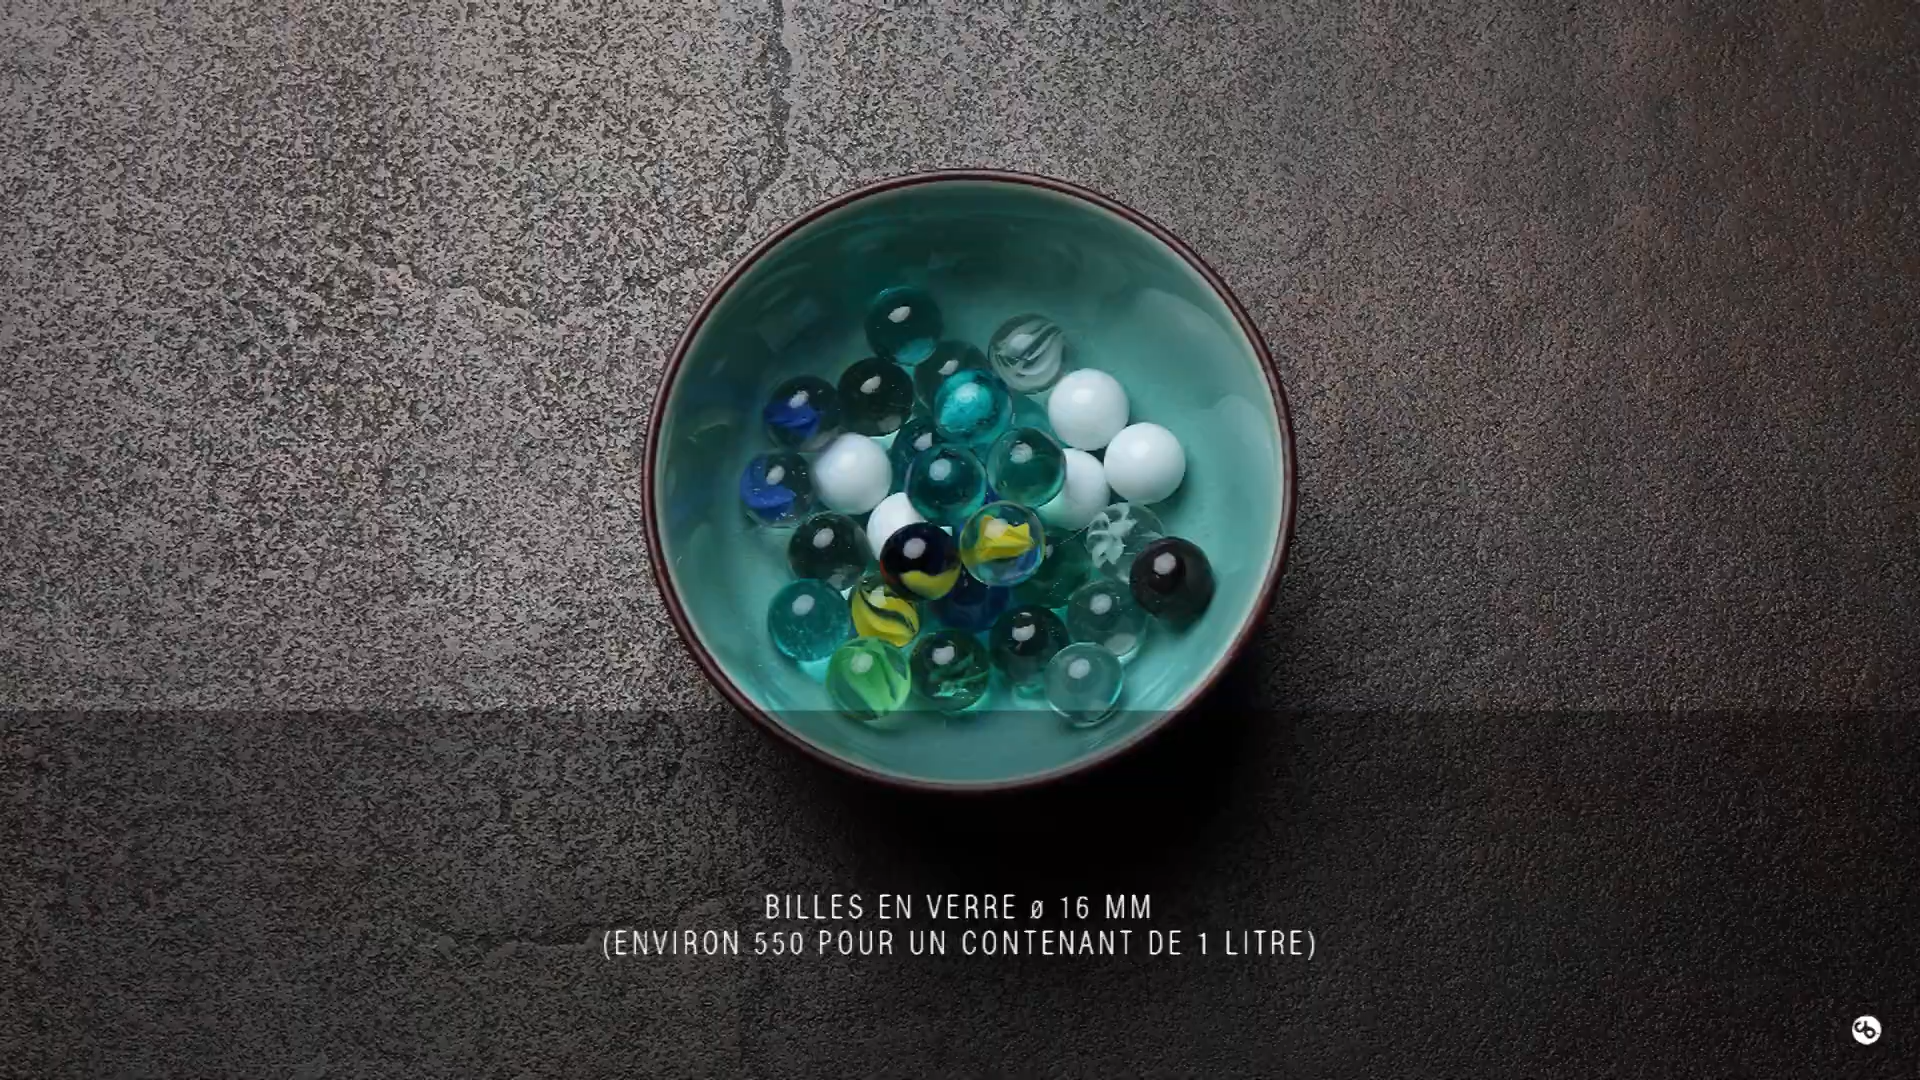 BILLES EN VERRE ø 16 MM
(ENVIRON 550 POUR UN CONTENANT DE 1 LITRE)